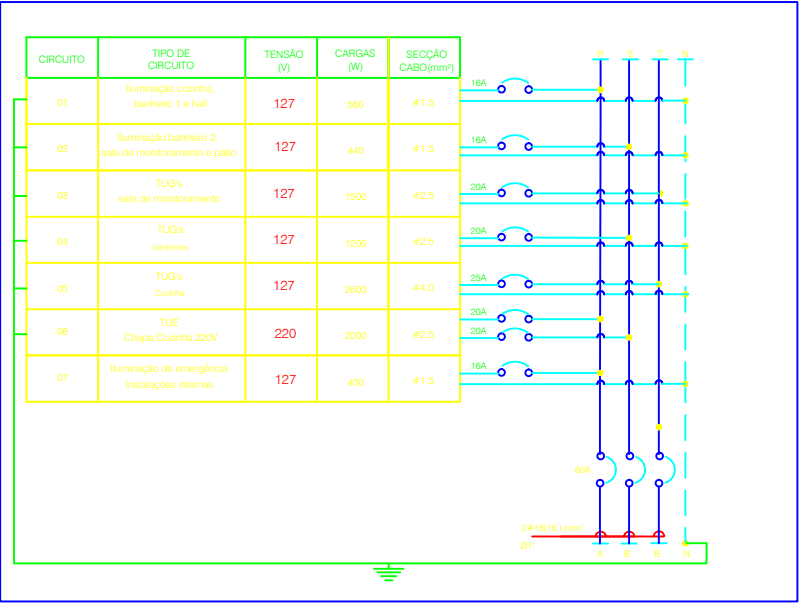 CIRCUITO
TIPO DE
CIRCUITO
TENSÃO
(V)
CARGAS
(W)
SECÇÃO
CABO(mm²)
01
Iluminação cozinha,
banheiro 1 e hall
127
560
#1.5
02
Iluminação banheiro 2,
sala de monitoramento e pátio
127
440
#1.5
03
TUG's
sala de monitoramento
127
1500
#2.5
04
TUG's
banheiros
127
1200
#2.5
05
TUG's
Cozinha
127
2600
#4.0
06
TUE
Chapa Cozinha 220V
220
2000
#2.5
07
Iluminação de emergência
Instalações internas
127
400
#1.5
16A
16A
20A
20A
25A
20A
20A
16A
S
T
N
60A
A
B
C
N